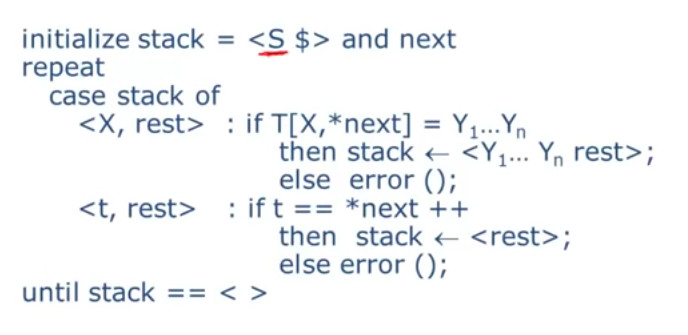 initialize stack = <S $> and next
repeat
case stack of
<X, rest> : if T[X,*next] = Y₁...Yₙ
then stack ← <Y₁... Yₙ rest>;
else error ();
<t, rest> : if t == *next ++
then stack ← <rest>;
else error ();
until stack == < >